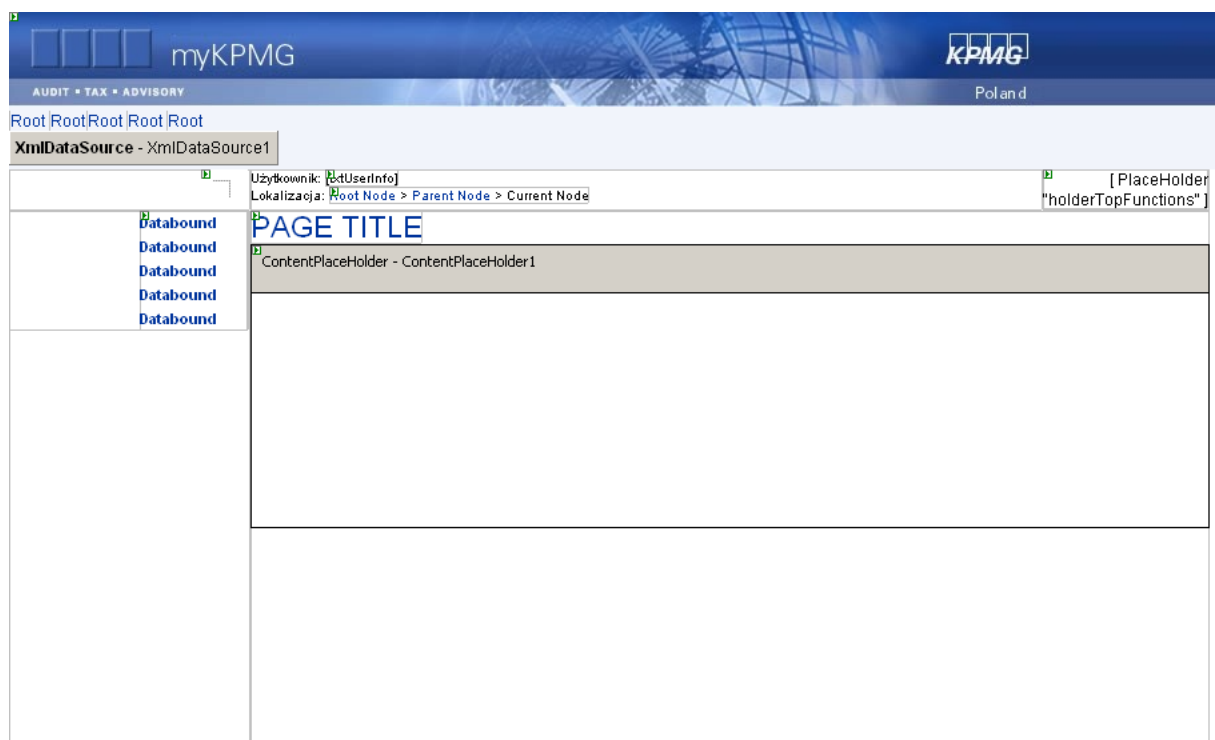 myKPMG
KPMG
AUDIT ▪ TAX ▪ ADVISORY
Poland
Root Root Root Root Root
XmlDataSource - XmlDataSource1
Użytkownik: [extUserInfo]
Lokalizacja: Root Node > Parent Node > Current Node
[ PlaceHolder
"holderTopFunctions" ]
Databound
Databound
Databound
Databound
Databound
PAGE TITLE
ContentPlaceHolder - ContentPlaceHolder1